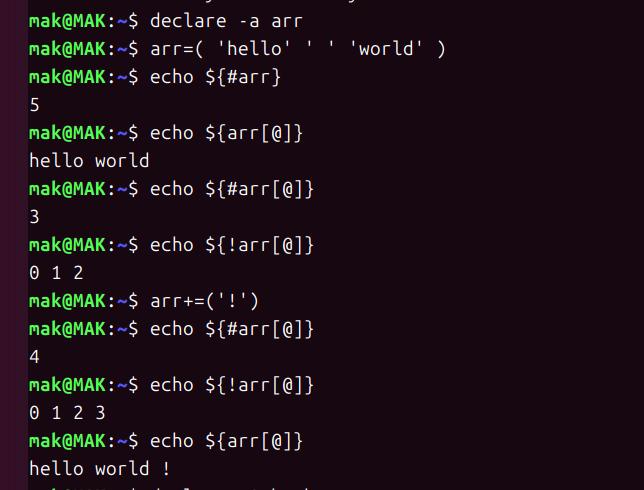 mak@MAK:~$ declare -a arr
mak@MAK:~$ arr=( 'hello' ' ' 'world' )
mak@MAK:~$ echo ${#arr}
5
mak@MAK:~$ echo ${arr[@]}
hello world
mak@MAK:~$ echo ${#arr[@]}
3
mak@MAK:~$ echo ${!arr[@]}
0 1 2
mak@MAK:~$ arr+=('!')
mak@MAK:~$ echo ${#arr[@]}
4
mak@MAK:~$ echo ${!arr[@]}
0 1 2 3
mak@MAK:~$ echo ${arr[@]}
hello world !